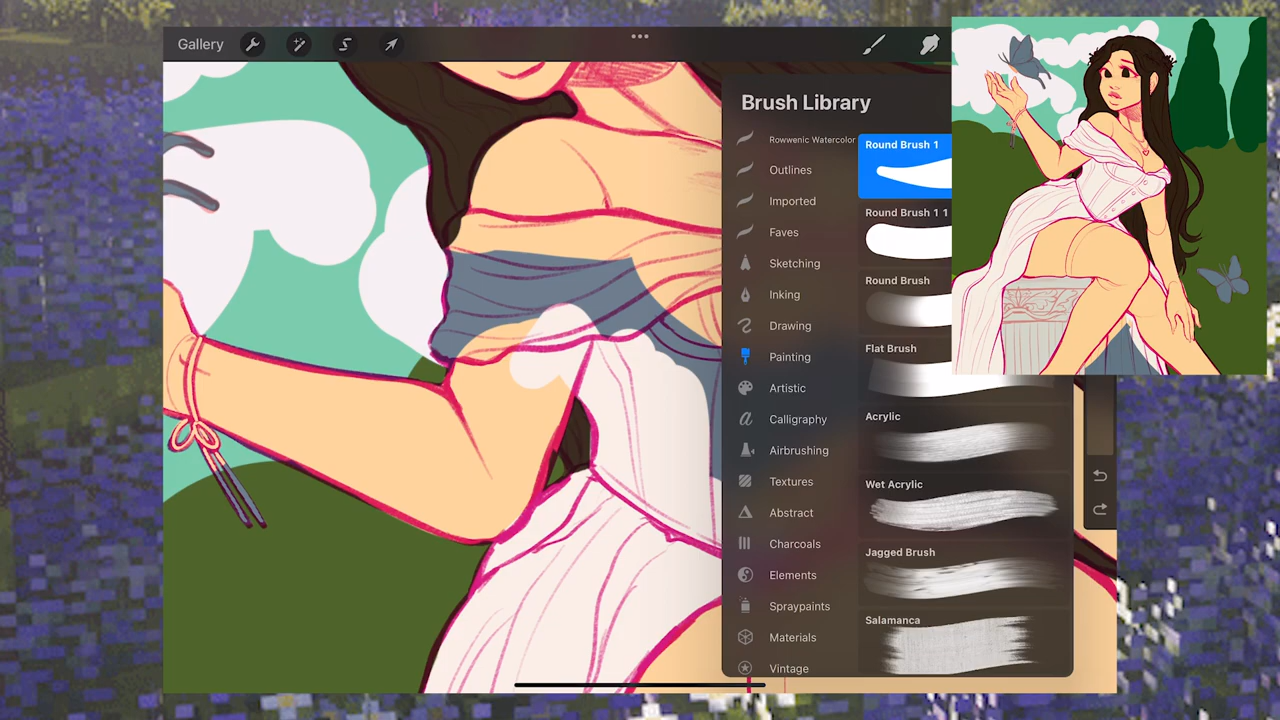 Gallery
Brush Library
Rowwenic Watercolor
Outlines
Imported
Faves
Sketching
Inking
Drawing
Painting
Artistic
Calligraphy
Airbrushing
Textures
Abstract
Charcoals
Elements
Spraypaints
Materials
Vintage
Round Brush 1
Round Brush 1 1
Round Brush
Flat Brush
Acrylic
Wet Acrylic
Jagged Brush
Salamanca